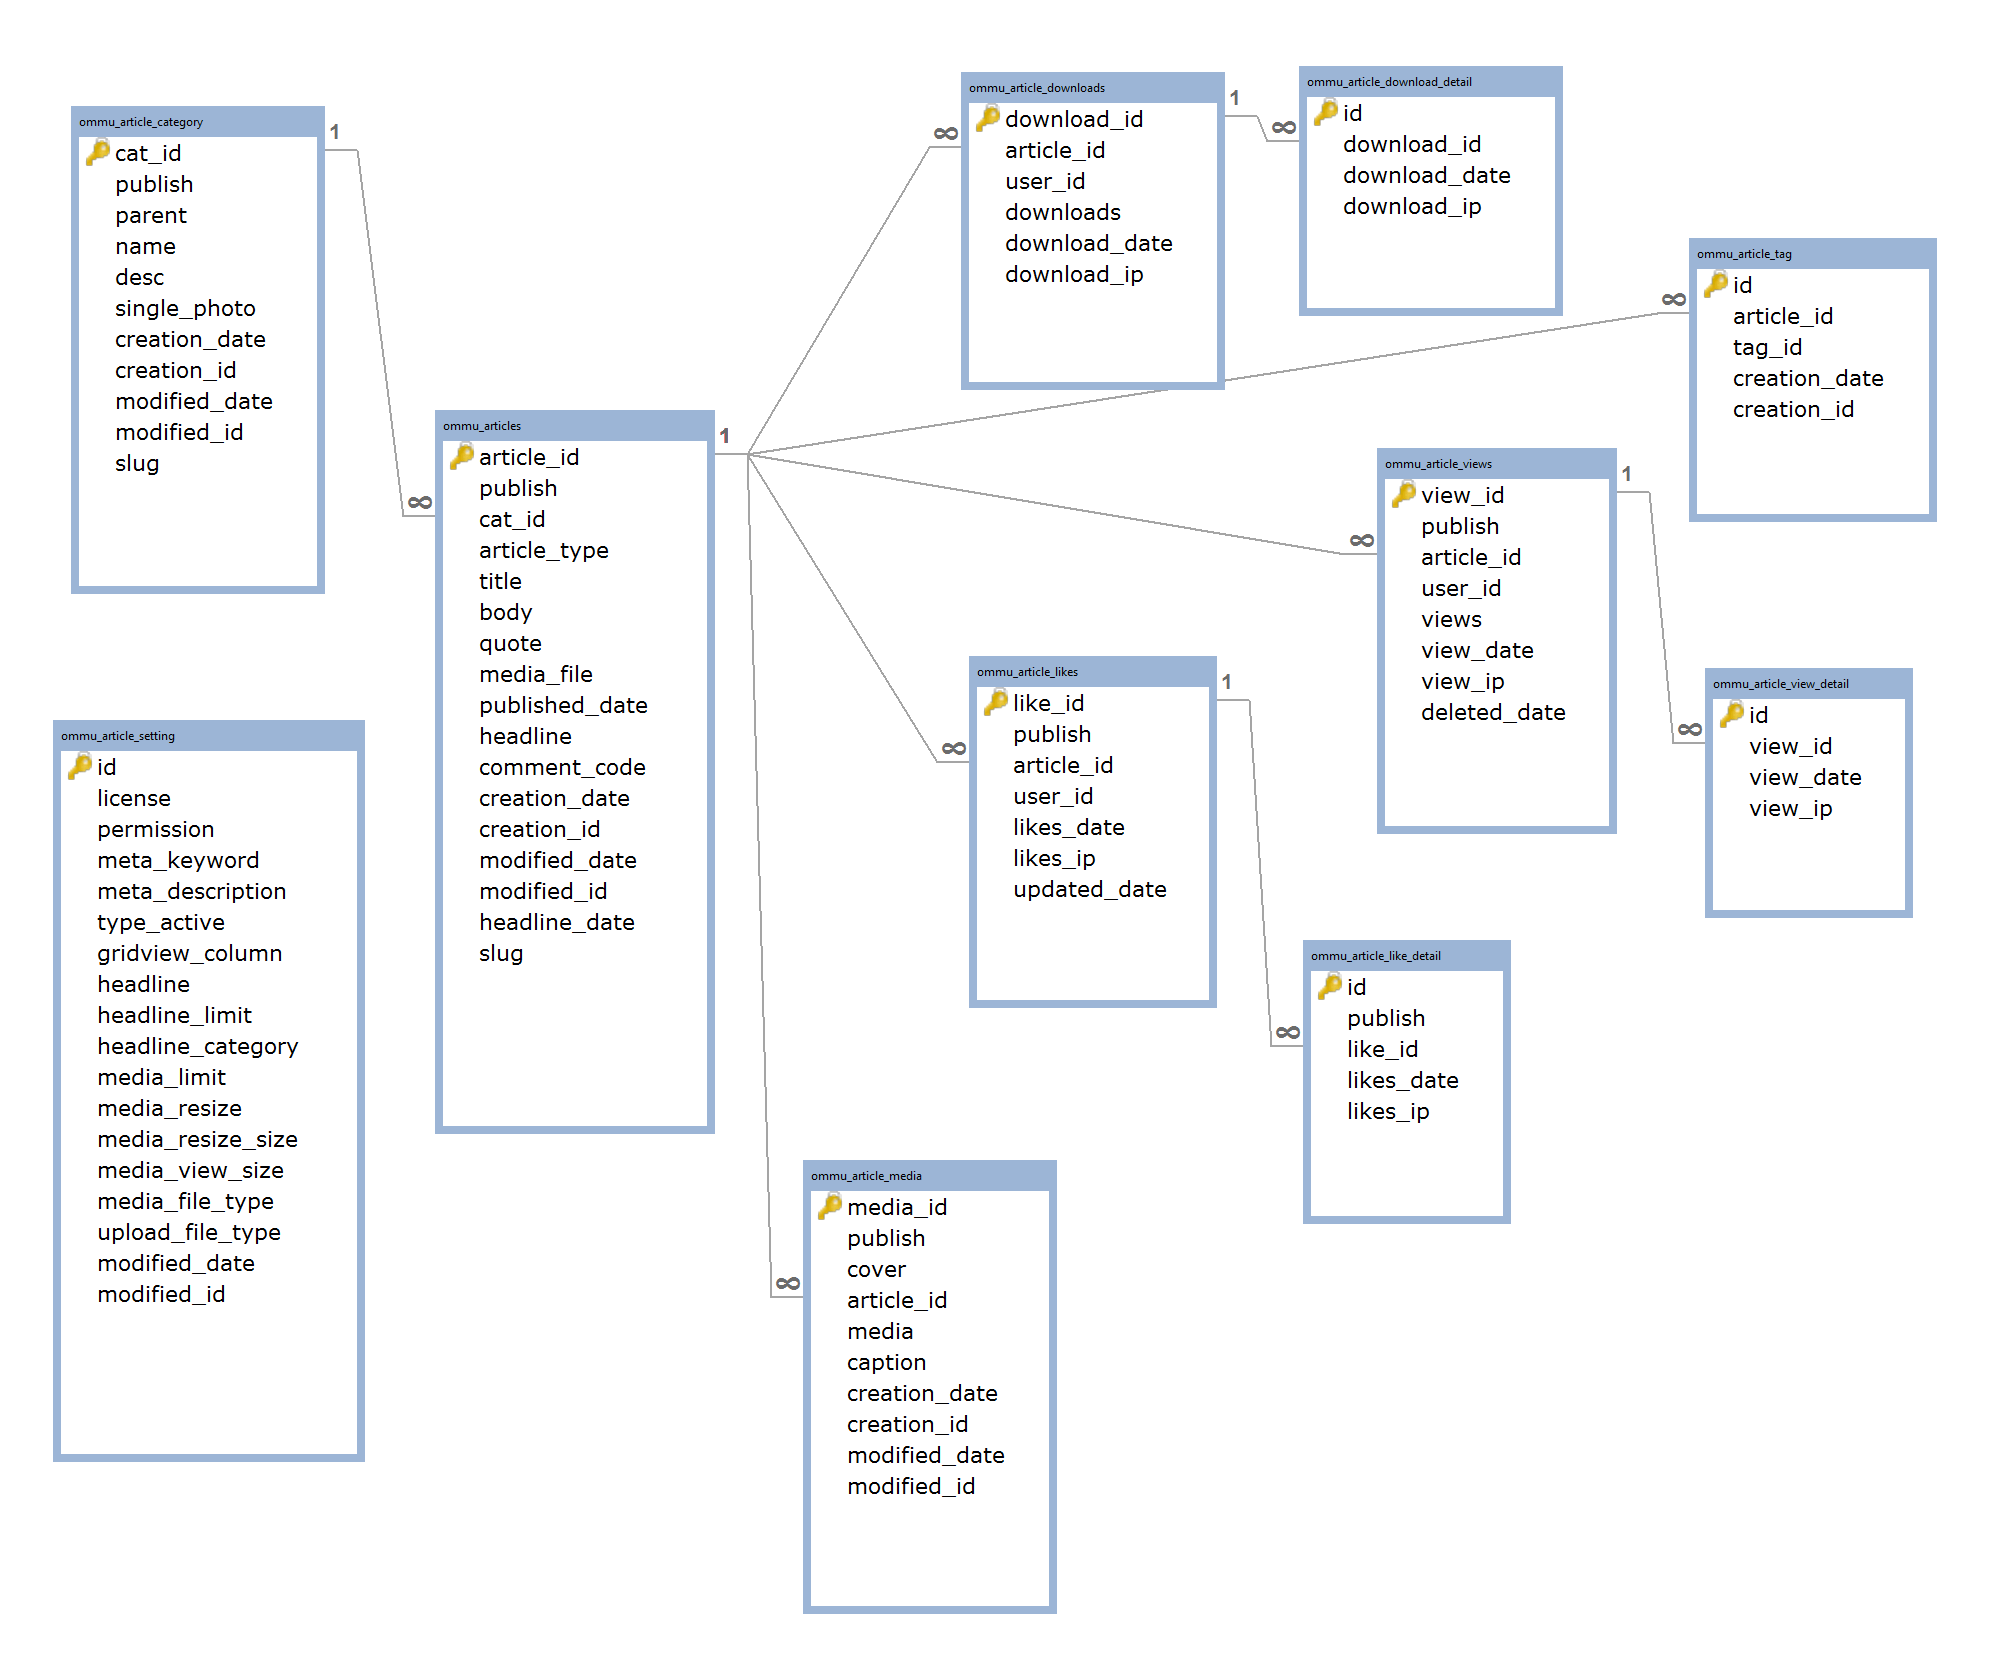 ommu_article_category
cat_id
publish
parent
name
desc
single_photo
creation_date
creation_id
modified_date
modified_id
slug
1
∞
ommu_article_setting
id
license
permission
meta_keyword
meta_description
type_active
gridview_column
headline
headline_limit
headline_category
media_limit
media_resize
media_resize_size
media_view_size
media_file_type
upload_file_type
modified_date
modified_id
ommu_articles
article_id
publish
cat_id
article_type
title
body
quote
media_file
published_date
headline
comment_code
creation_date
creation_id
modified_date
modified_id
headline_date
slug
1
∞
ommu_article_downloads
download_id
article_id
user_id
downloads
download_date
download_ip
1
∞
ommu_article_download_detail
id
download_id
download_date
download_ip
∞
ommu_article_tag
id
article_id
tag_id
creation_date
creation_id
∞
ommu_article_views
view_id
publish
article_id
user_id
views
view_date
view_ip
deleted_date
1
∞
ommu_article_view_detail
id
view_id
view_date
view_ip
∞
ommu_article_likes
like_id
publish
article_id
user_id
likes_date
likes_ip
updated_date
1
∞
ommu_article_like_detail
id
publish
like_id
likes_date
likes_ip
∞
ommu_article_media
media_id
publish
cover
article_id
media
caption
creation_date
creation_id
modified_date
modified_id